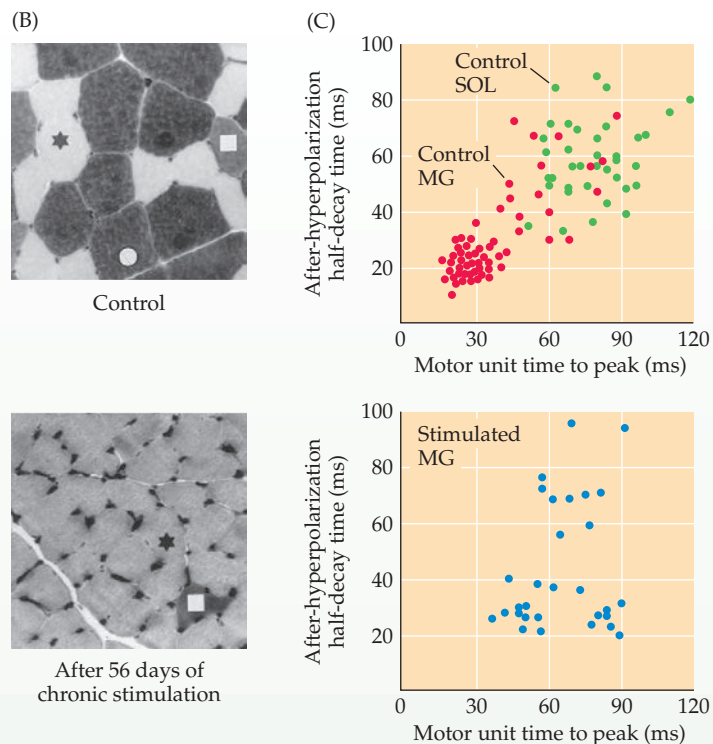 (B)
Control
After 56 days of
chronic stimulation
(C)
After-hyperpolarization
half-decay time (ms)
100
80
60
40
20
Control
SOL
Control
MG
0
30
60
90
120
Motor unit time to peak (ms)
After-hyperpolarization
half-decay time (ms)
100
80
60
40
20
Stimulated
MG
0
30
60
90
120
Motor unit time to peak (ms)